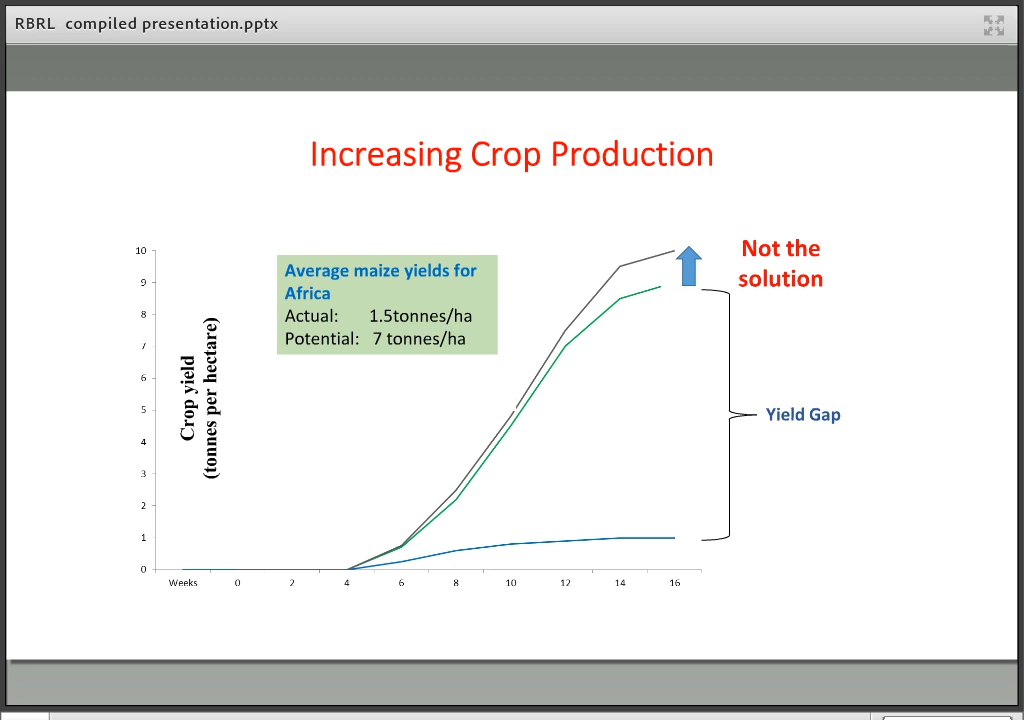 RBRL compiled presentation.pptx
Increasing Crop Production
Average maize yields for
Africa
Actual: 1.5tonnes/ha
Potential: 7 tonnes/ha
Not the
solution
Yield Gap
Crop yield
(tonnes per hectare)
10
9
8
7
6
5
4
3
2
1
0
Weeks 0 2 4 6 8 10 12 14 16